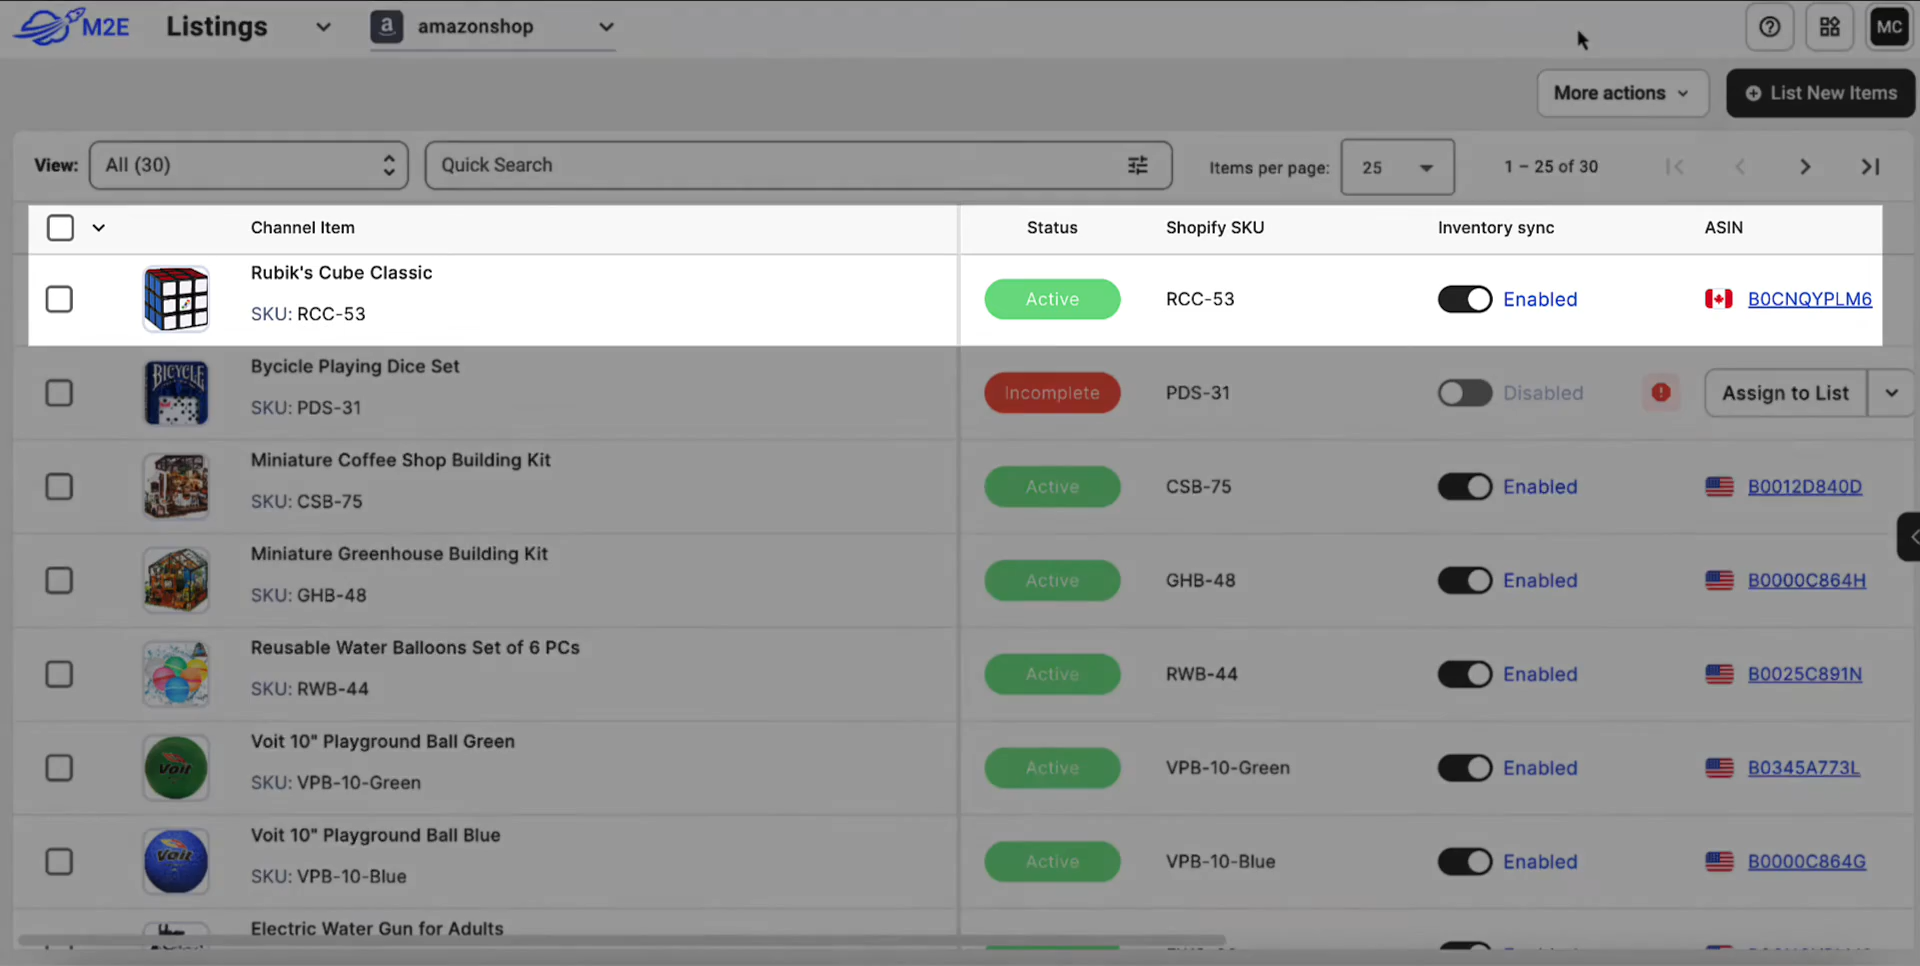 M2E Listings amazonshop MC
More actions List New Items
View: All (30) Quick Search Items per page: 25 1 – 25 of 30
Channel Item Status Shopify SKU Inventory sync ASIN
Rubik's Cube Classic
SKU: RCC-53 Active RCC-53 Enabled B0CNQYPLM6
Bycicle Playing Dice Set
SKU: PDS-31 Incomplete PDS-31 Disabled Assign to List
BICYCLE
Miniature Coffee Shop Building Kit
SKU: CSB-75 Active CSB-75 Enabled B0012D840D
Miniature Greenhouse Building Kit
SKU: GHB-48 Active GHB-48 Enabled B0000C864H
Reusable Water Balloons Set of 6 PCs
SKU: RWB-44 Active RWB-44 Enabled B0025C891N
Voit 10" Playground Ball Green
SKU: VPB-10-Green Active VPB-10-Green Enabled B0345A773L
Voit
Voit 10" Playground Ball Blue
SKU: VPB-10-Blue Active VPB-10-Blue Enabled B0000C864G
Voit
Electric Water Gun for Adults